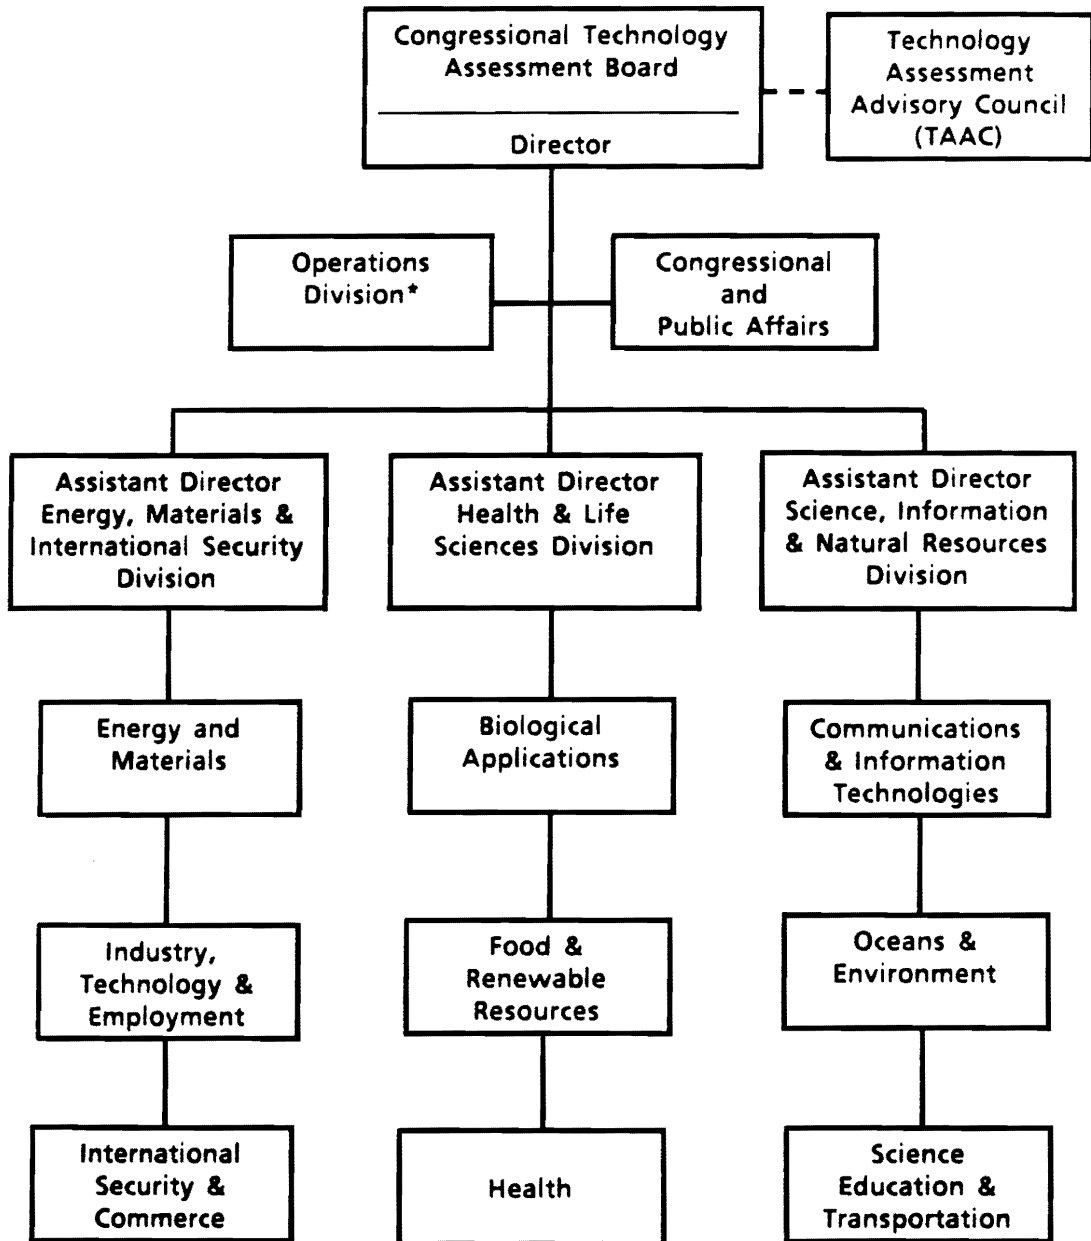 Congressional Technology
Assessment Board
Director
Technology
Assessment
Advisory Council
(TAAC)
Operations
Division*
Congressional
and
Public Affairs
Assistant Director
Energy, Materials &
International Security
Division
Assistant Director
Health & Life
Sciences Division
Assistant Director
Science, Information
& Natural Resources
Division
Energy and
Materials
Biological
Applications
Communications
& Information
Technologies
Industry,
Technology &
Employment
Food &
Renewable
Resources
Oceans &
Environment
International
Security &
Commerce
Health
Science
Education &
Transportation